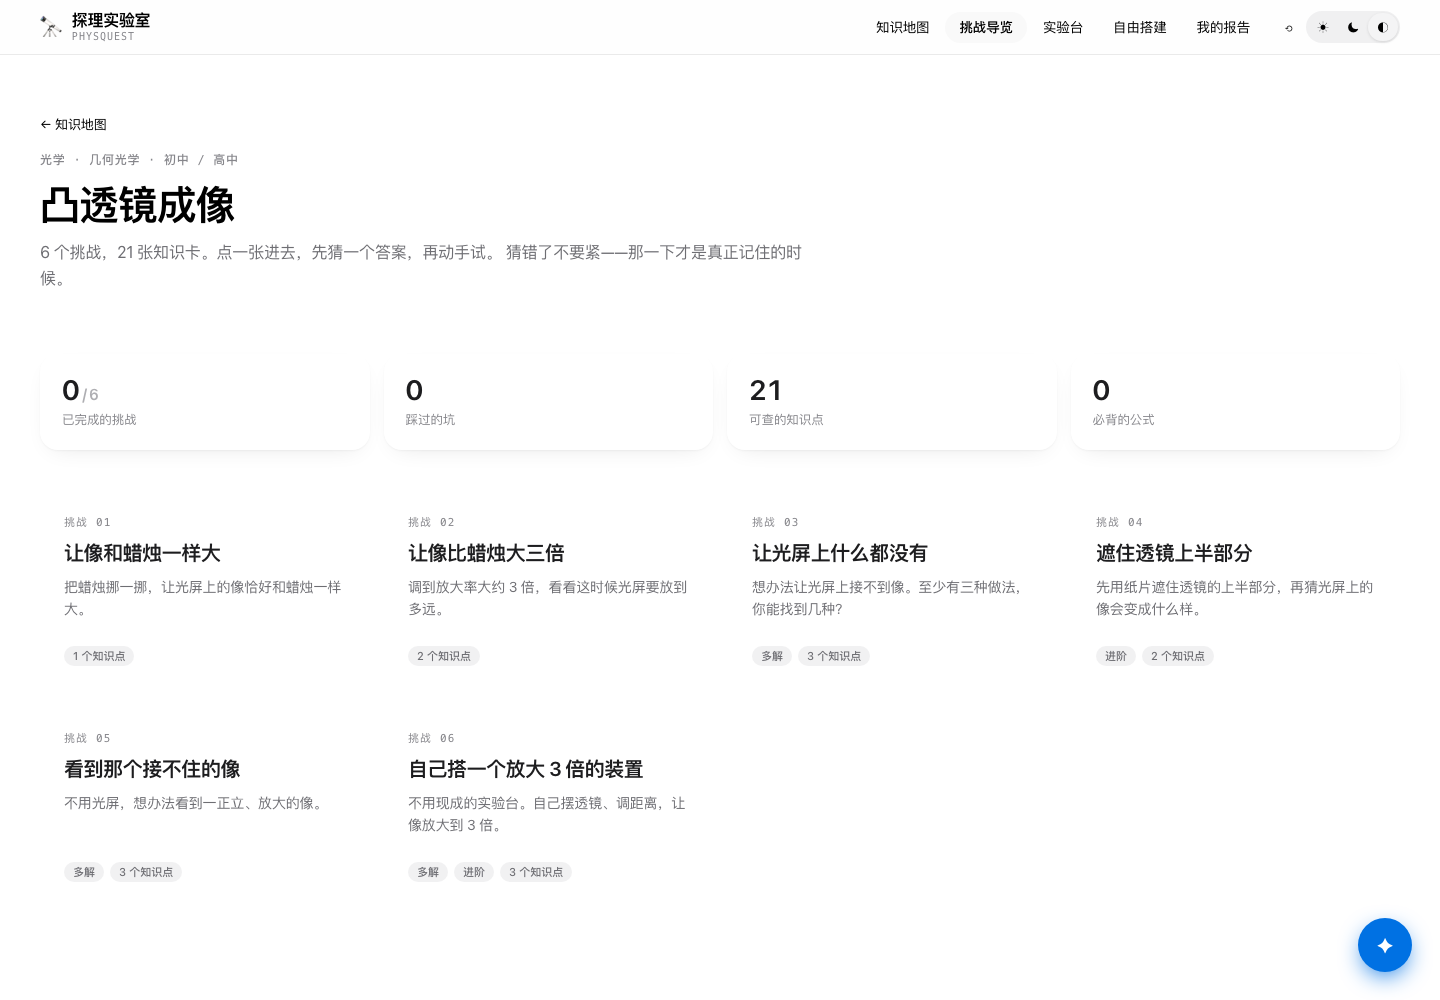 探理实验室
PHYSQUEST
知识地图
挑战导览
实验台
自由搭建
我的报告
← 知识地图
光学 · 几何光学 · 初中 / 高中
凸透镜成像
6 个挑战，21 张知识卡。点一张进去，先猜一个答案，再动手试。 猜错了不要紧——那一下才是真正记住的时
候。
0/6
已完成的挑战
0
踩过的坑
21
可查的知识点
0
必背的公式
挑战 01
让像和蜡烛一样大
把蜡烛挪一挪，让光屏上的像恰好和蜡烛一样
大。
1 个知识点
挑战 02
让像比蜡烛大三倍
调到放大率大约 3 倍，看看这时候光屏要放到
多远。
2 个知识点
挑战 03
让光屏上什么都没有
想办法让光屏上接不到像。至少有三种做法，
你能找到几种？
多解
3 个知识点
挑战 04
遮住透镜上半部分
先用纸片遮住透镜的上半部分，再猜光屏上的
像会变成什么样。
进阶
2 个知识点
挑战 05
看到那个接不住的像
不用光屏，想办法看到一正立、放大的像。
多解
3 个知识点
挑战 06
自己搭一个放大 3 倍的装置
不用现成的实验台。自己摆透镜、调距离，让
像放大到 3 倍。
多解
进阶
3 个知识点